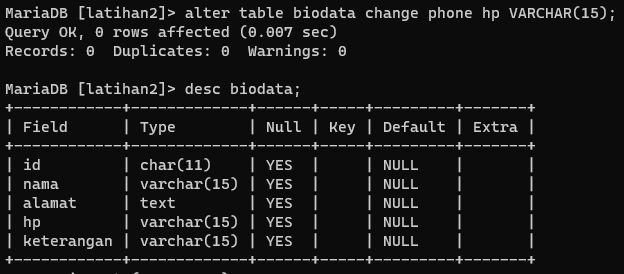 MariaDB [latihan2]> alter table biodata change phone hp VARCHAR(15);
Query OK, 0 rows affected (0.007 sec)
Records: 0  Duplicates: 0  Warnings: 0

MariaDB [latihan2]> desc biodata;
+------------+-------------+------+-----+---------+-------+
| Field      | Type        | Null | Key | Default | Extra |
+------------+-------------+------+-----+---------+-------+
| id         | char(11)    | YES  |     | NULL    |       |
| nama       | varchar(15) | YES  |     | NULL    |       |
| alamat     | text        | YES  |     | NULL    |       |
| hp         | varchar(15) | YES  |     | NULL    |       |
| keterangan | varchar(15) | YES  |     | NULL    |       |
+------------+-------------+------+-----+---------+-------+